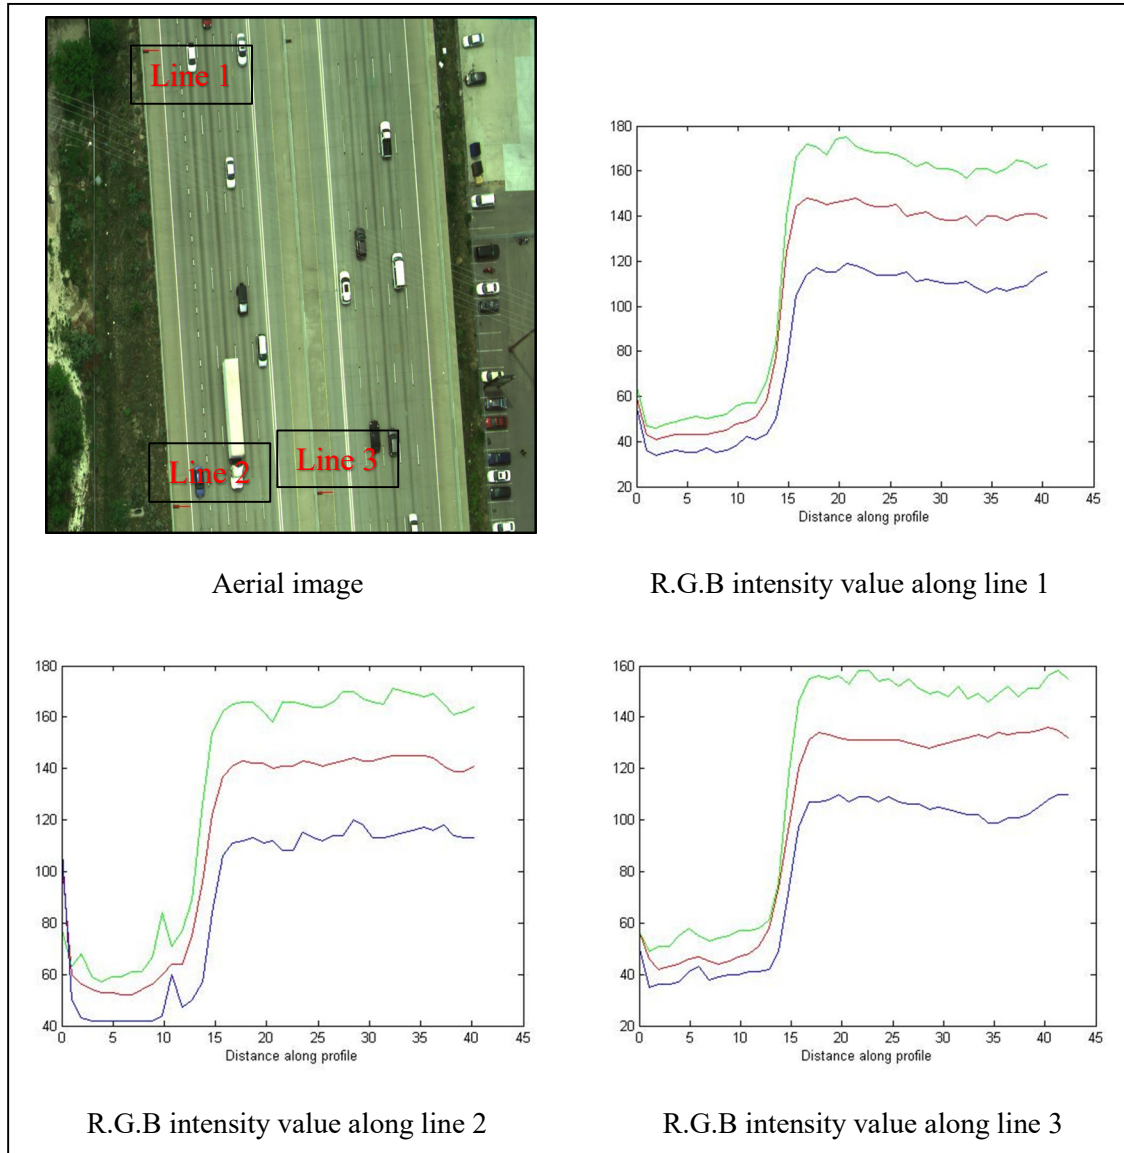 Line 1
Line 2
Line 3
Aerial image
180
160
140
120
100
80
60
40
20
0 5 10 15 20 25 30 35 40 45
Distance along profile
R.G.B intensity value along line 1
180
160
140
120
100
80
60
40
0 5 10 15 20 25 30 35 40 45
Distance along profile
R.G.B intensity value along line 2
160
140
120
100
80
60
40
20
0 5 10 15 20 25 30 35 40 45
Distance along profile
R.G.B intensity value along line 3